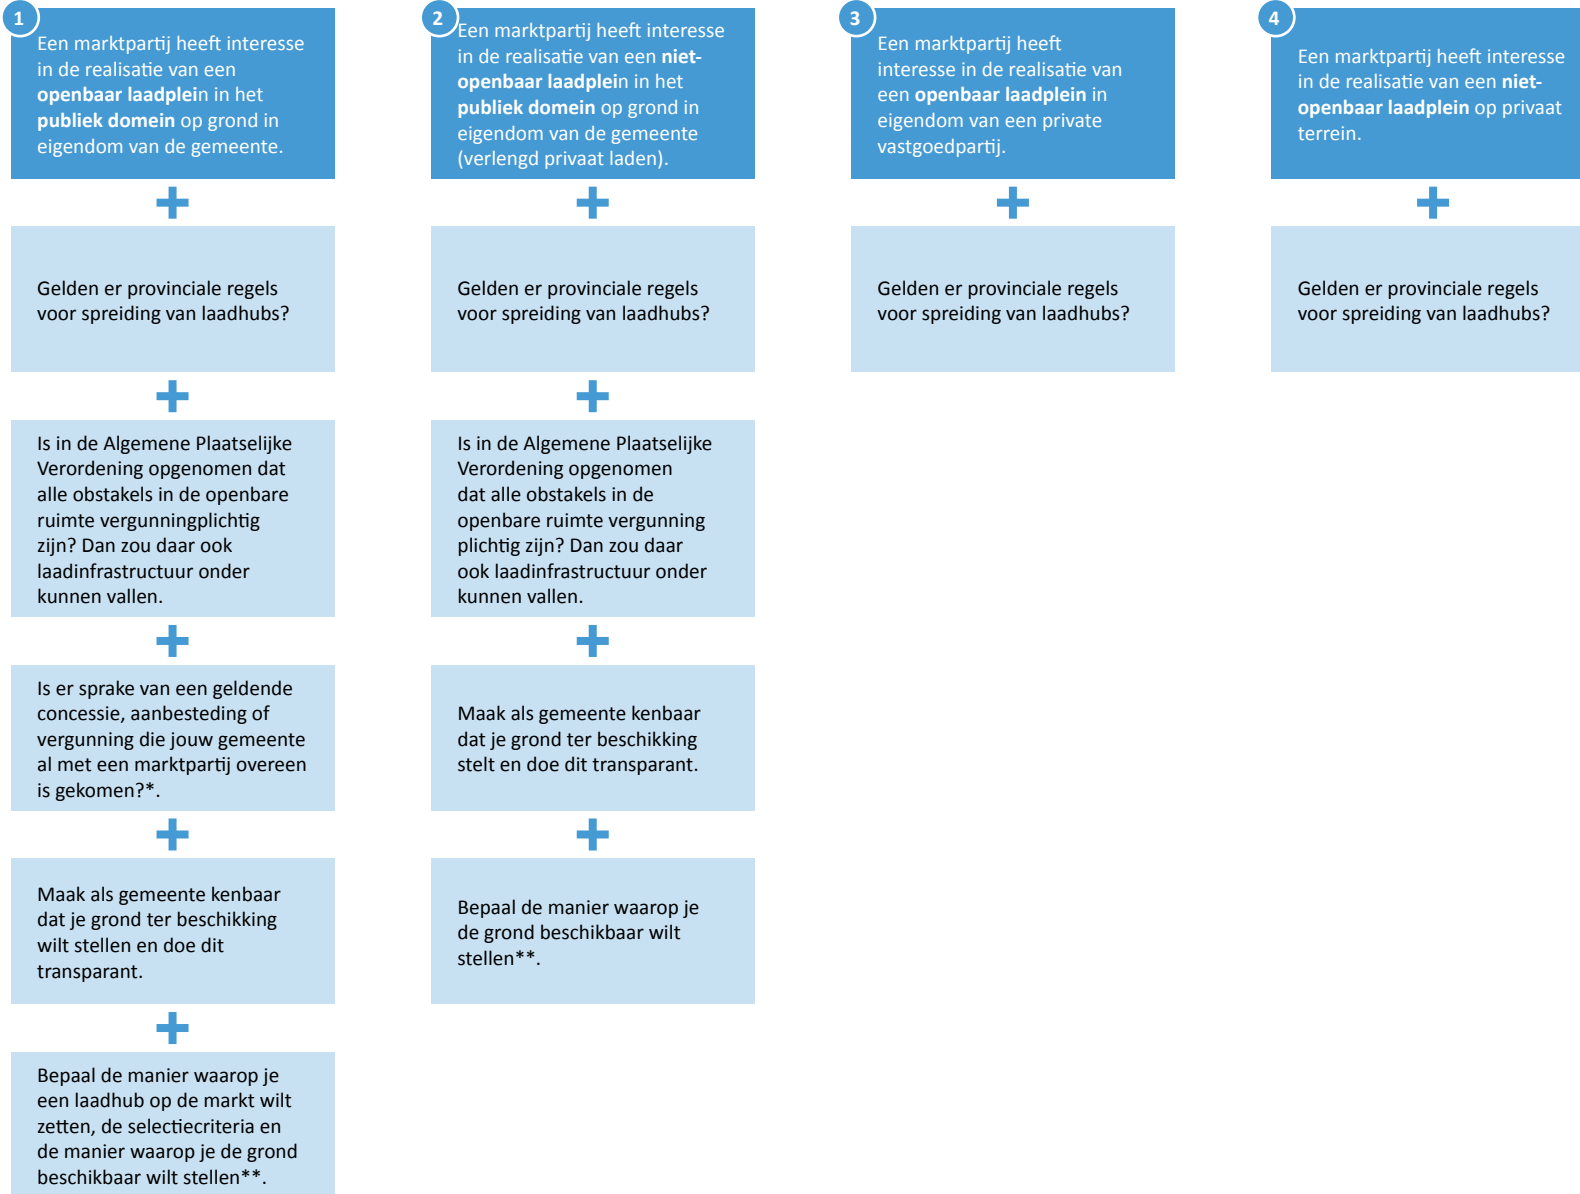 1
Een marktpartij heeft interesse
in de realisatie van een
openbaar laadplein in het
publiek domein op grond in
eigendom van de gemeente.
Gelden er provinciale regels
voor spreiding van laadhubs?
Is in de Algemene Plaatselijke
Verordening opgenomen dat
alle obstakels in de openbare
ruimte vergunningplichtig
zijn? Dan zou daar ook
laadinfrastructuur onder
kunnen vallen.
Is er sprake van een geldende
concessie, aanbesteding of
vergunning die jouw gemeente
al met een marktpartij overeen
is gekomen?*.
Maak als gemeente kenbaar
dat je grond ter beschikking
wilt stellen en doe dit
transparant.
Bepaal de manier waarop je
een laadhub op de markt wilt
zetten, de selectiecriteria en
de manier waarop je de grond
beschikbaar wilt stellen**.
2
Een marktpartij heeft interesse
in de realisatie van een niet-
openbaar laadplein in het
publiek domein op grond in
eigendom van de gemeente
(verlengd privaat laden).
Gelden er provinciale regels
voor spreiding van laadhubs?
Is in de Algemene Plaatselijke
Verordening opgenomen
dat alle obstakels in de
openbare ruimte vergunning
plichtig zijn? Dan zou daar
ook laadinfrastructuur onder
kunnen vallen.
Maak als gemeente kenbaar
dat je grond ter beschikking
stelt en doe dit transparant.
Bepaal de manier waarop je
de grond beschikbaar wilt
stellen**.
3
Een marktpartij heeft
interesse in de realisatie van
een openbaar laadplein in
eigendom van een private
vastgoedpartij.
Gelden er provinciale regels
voor spreiding van laadhubs?
4
Een marktpartij heeft interesse
in de realisatie van een niet-
openbaar laadplein op privaat
terrein.
Gelden er provinciale regels
voor spreiding van laadhubs?